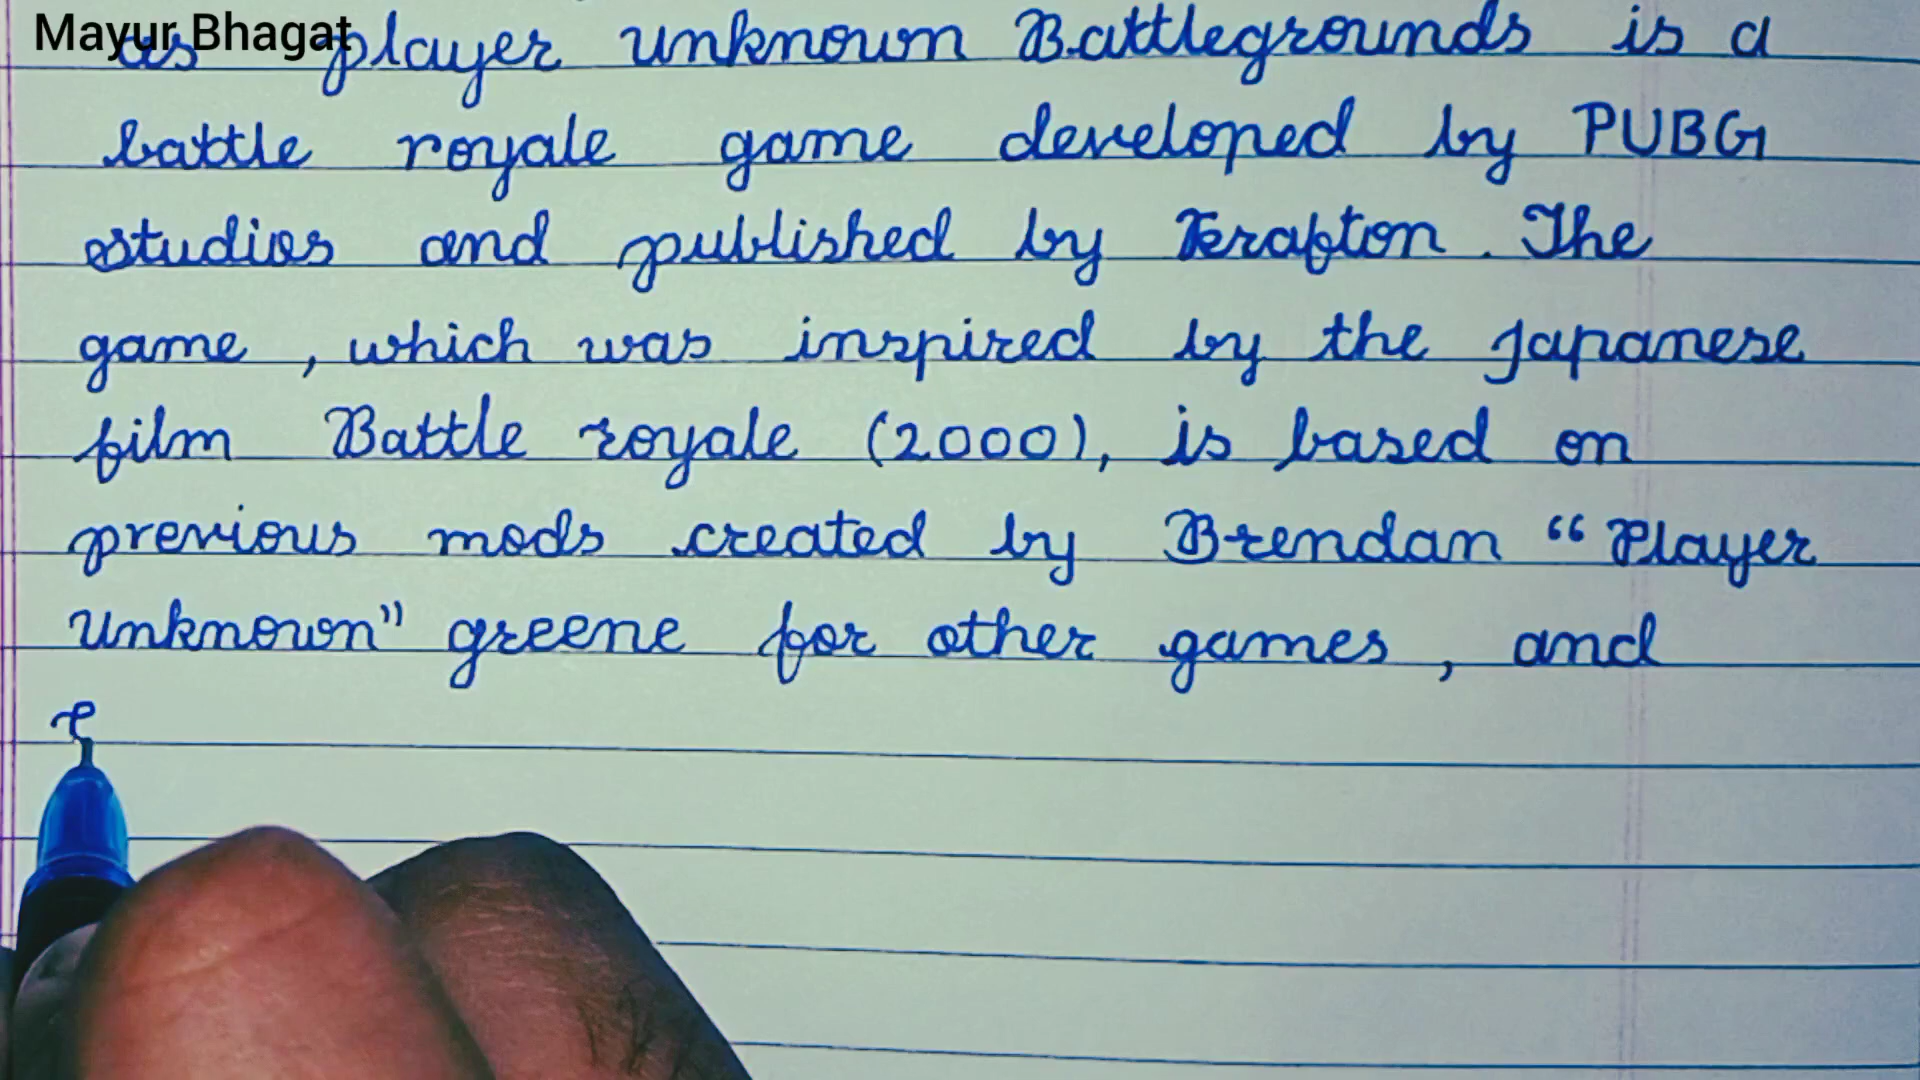 Mayur Bhagat
as player unknown Battlegrounds is a
battle royale game developed by PUBG
studios and published by Krafton. The
game, which was inspired by the Japanese
film Battle royale (2000), is based on
previous mods created by Brendan "Player
Unknown" greene for other games, and